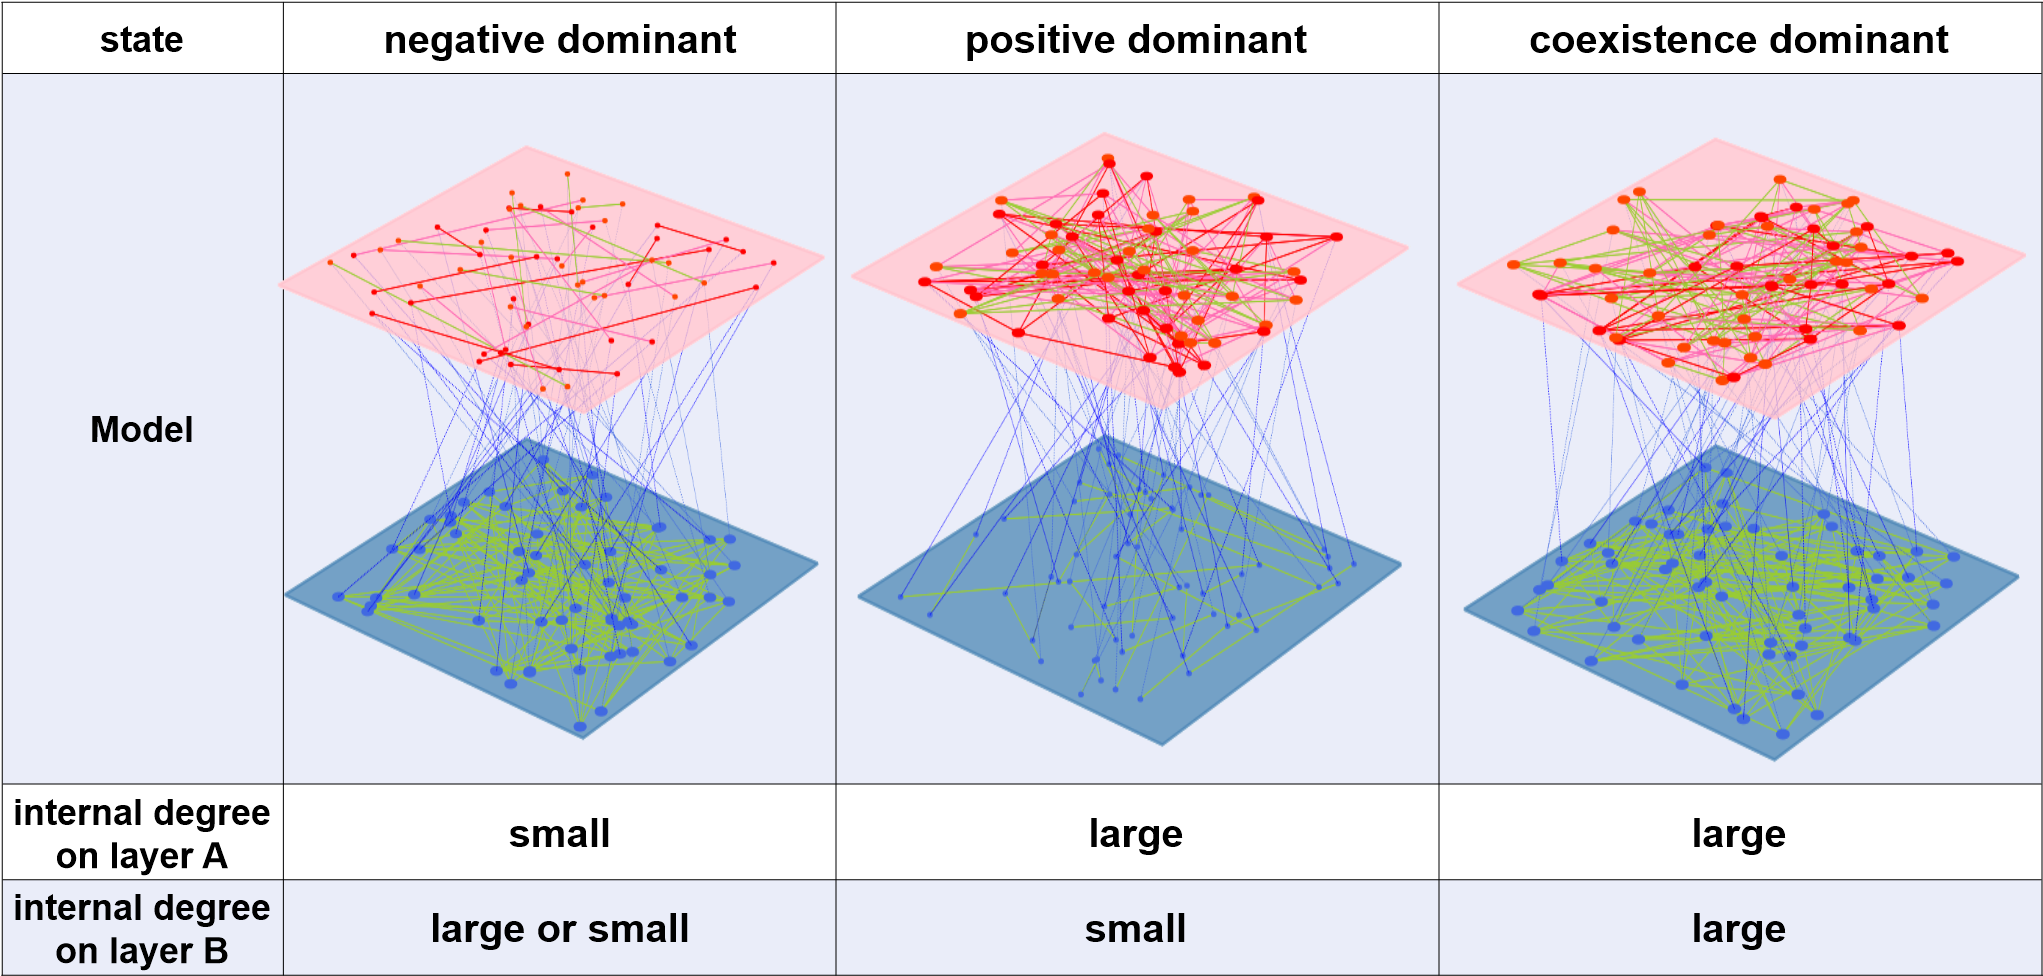 state
negative dominant
positive dominant
coexistence dominant
Model
internal degree
on layer A
small
large
large
internal degree
on layer B
large or small
small
large